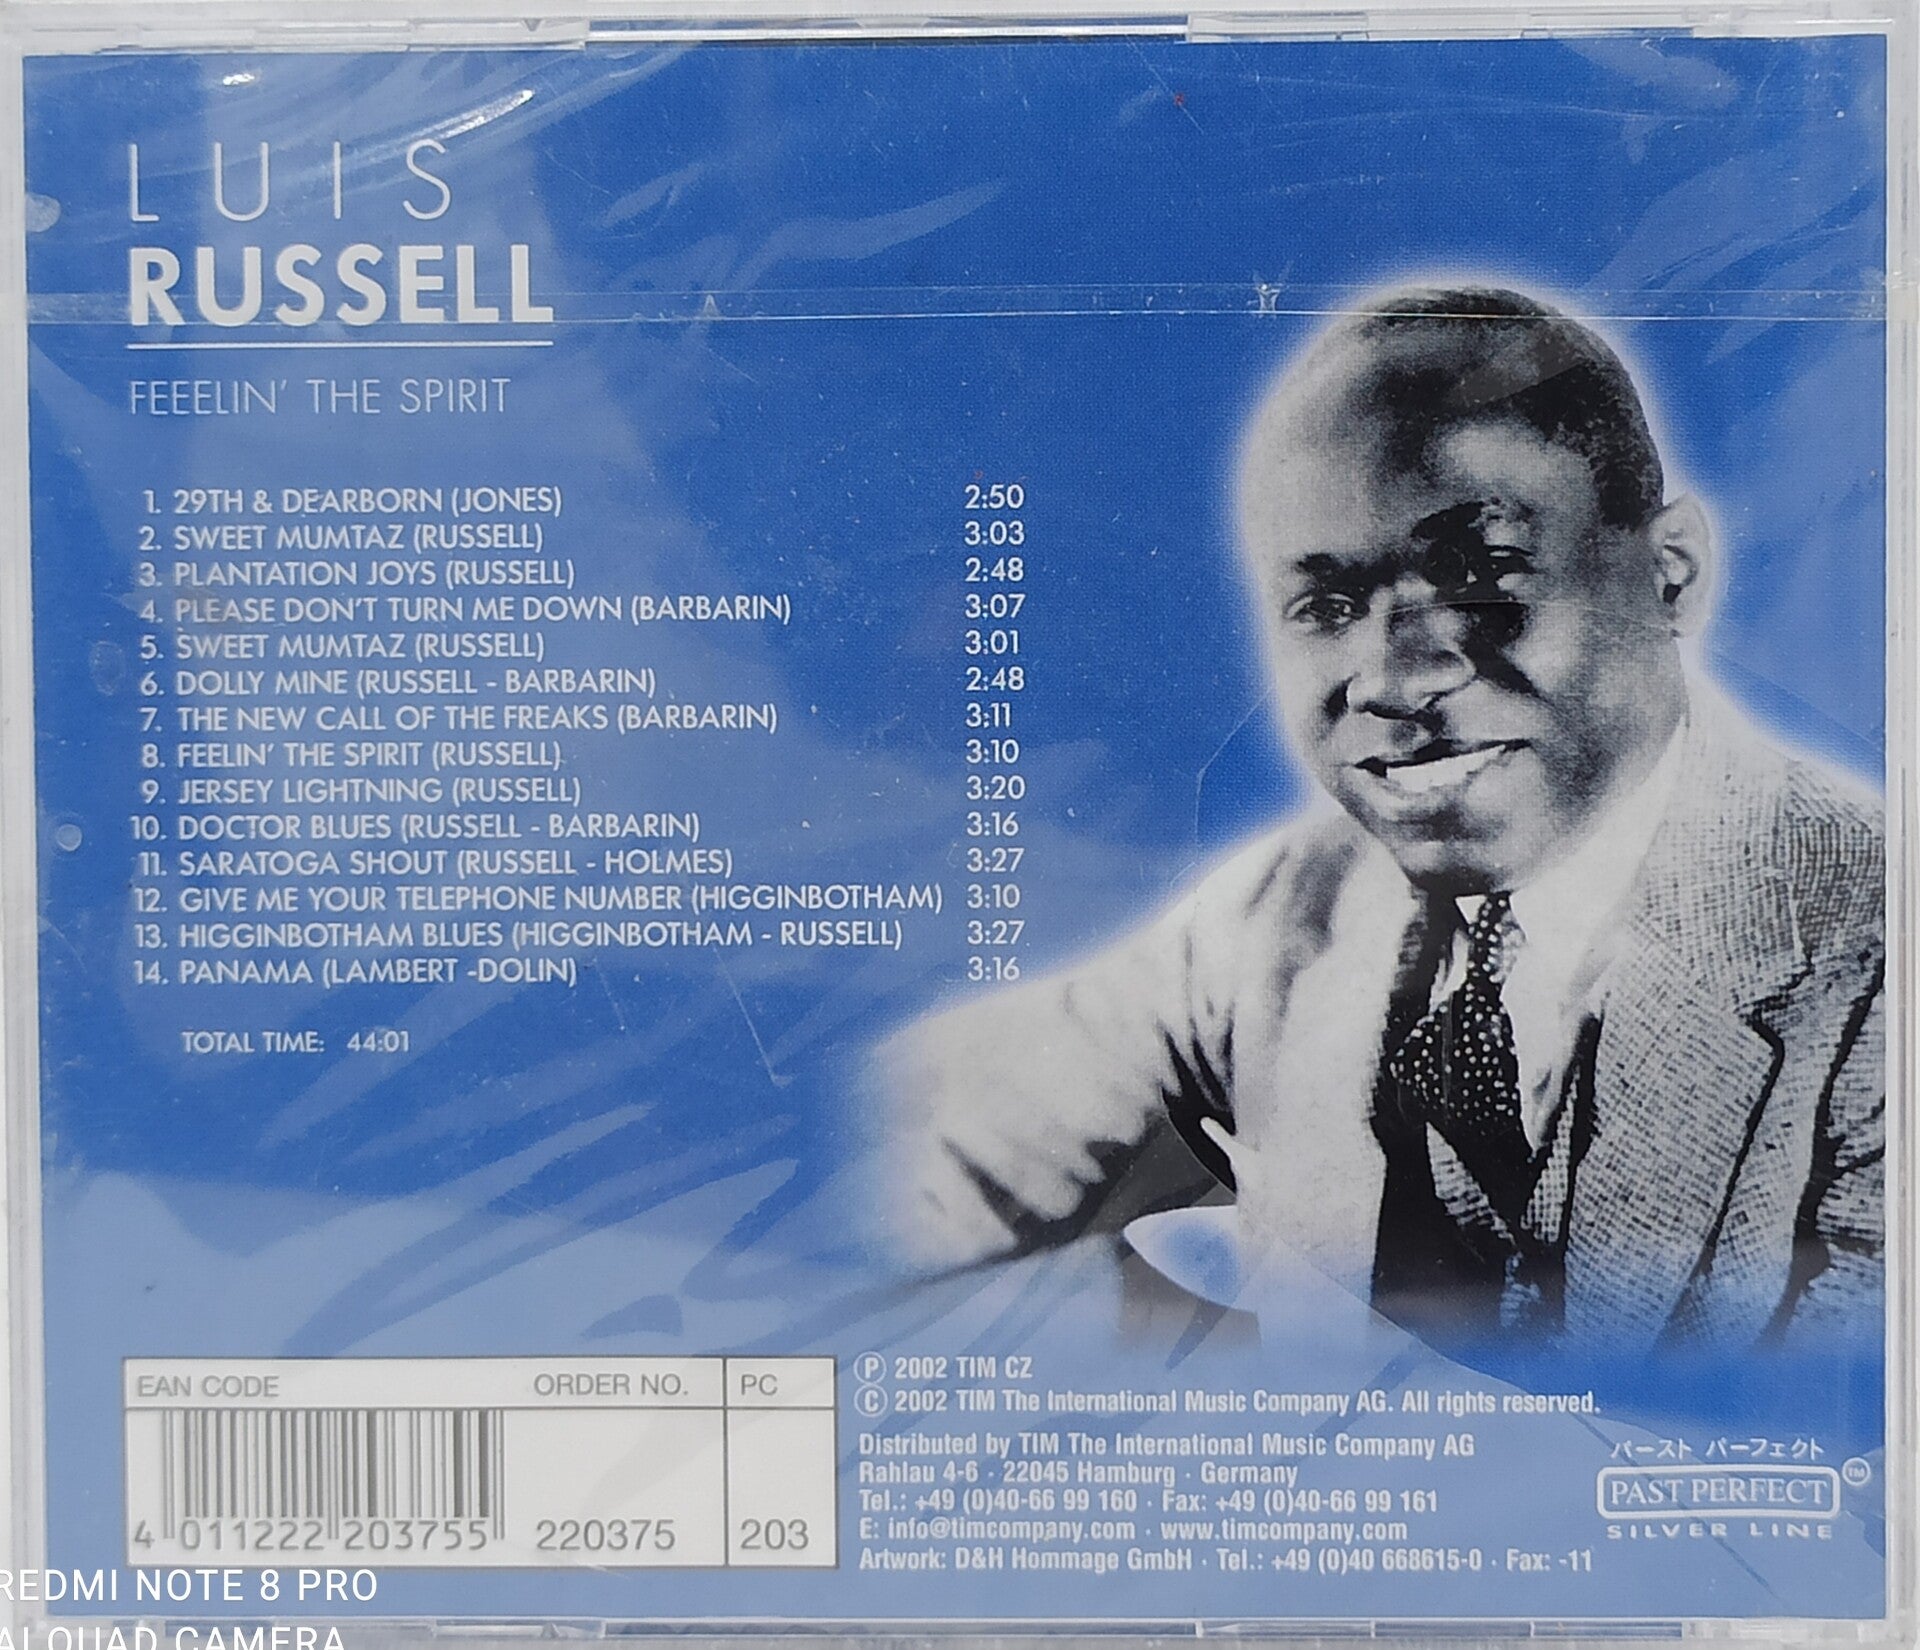 LUIS
RUSSELL
FEEELIN' THE SPIRIT
1. 29TH & DEARBORN (JONES) 2:50
2. SWEET MUMTAZ (RUSSELL) 3:03
3. PLANTATION JOYS (RUSSELL) 2:48
4. PLEASE DON'T TURN ME DOWN (BARBARIN) 3:07
5. SWEET MUMTAZ (RUSSELL) 3:01
6. DOLLY MINE (RUSSELL - BARBARIN) 2:48
7. THE NEW CALL OF THE FREAKS (BARBARIN) 3:11
8. FEELIN' THE SPIRIT (RUSSELL) 3:10
9. JERSEY LIGHTNING (RUSSELL) 3:20
10. DOCTOR BLUES (RUSSELL - BARBARIN) 3:16
11. SARATOGA SHOUT (RUSSELL - HOLMES) 3:27
12. GIVE ME YOUR TELEPHONE NUMBER (HIGGINBOTHAM) 3:10
13. HIGGINBOTHAM BLUES (HIGGINBOTHAM - RUSSELL) 3:27
14. PANAMA (LAMBERT -DOLIN) 3:16
TOTAL TIME: 44:01
EAN CODE ORDER NO. PC
4 011222 203755 220375 203
Ⓟ 2002 TIM CZ
Ⓒ 2002 TIM The International Music Company AG. All rights reserved.
Distributed by TIM The International Music Company AG
Rahlau 4-6 · 22045 Hamburg · Germany
Tel.: +49 (0)40-66 99 160 · Fax: +49 (0)40-66 99 161
E: info@timcompany.com · www.timcompany.com
Artwork: D&H Hommage GmbH · Tel.: +49 (0)40 668615-0 · Fax: -11
パースト パーフェクト
PAST PERFECT TM
SILVER LINE
REDMI NOTE 8 PRO
AI QUAD CAMERA